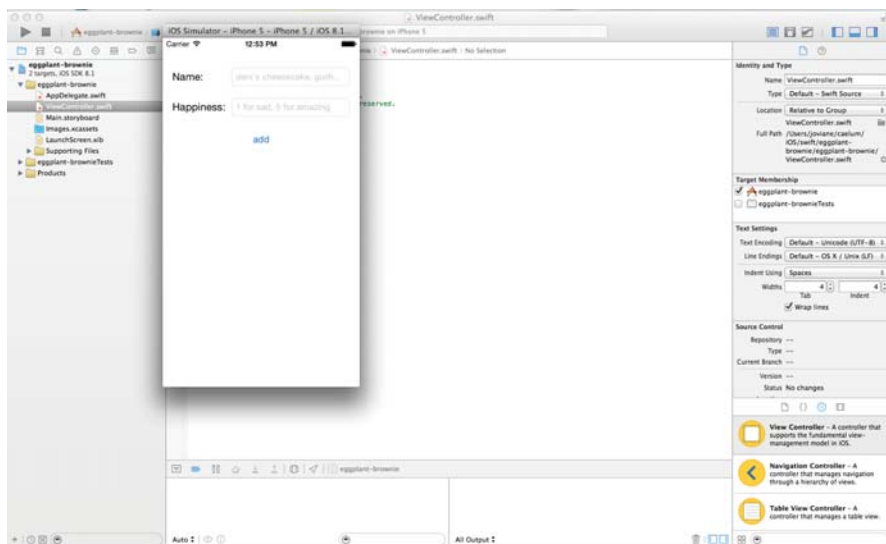 ViewController.swift
eggplant-brownie
iOS Simulator - iPhone 5 - iPhone 5 / iOS 8.1...
brownie on iPhone 5
ViewController.swift
No Selection
eggplant-brownie
2 targets, iOS SDK 8.1
eggplant-brownie
AppDelegate.swift
ViewController.swift
Main.storyboard
Images.xcassets
LaunchScreen.xib
Supporting Files
eggplant-brownieTests
Products
Carrier
12:53 PM
Name:
cheesecake,
Happiness:
1 for sad, 5 for amazing
add
reserved.
eggplant-brownie
Auto
All Output
Identity and Type
Name ViewController.swift
Type Default - Swift Source
Location Relative to Group
ViewController.swift
Full Path /Users/joviane/caelum/
iOS/swift/eggplant-
brownie/eggplant-brownie/
ViewController.swift
Target Membership
eggplant-brownie
eggplant-brownieTests
Text Settings
Text Encoding Default - Unicode (UTF-8)
Line Endings Default - OS X / Unix (LF)
Indent Using Spaces
Widths 4 4
Tab Indent
Wrap lines
Source Control
Repository --
Type --
Current Branch --
Version --
Status No changes
View Controller - A controller that
supports the fundamental view-
management model in iOS.
Navigation Controller - A
controller that manages navigation
through a hierarchy of views.
Table View Controller - A
controller that manages a table view.